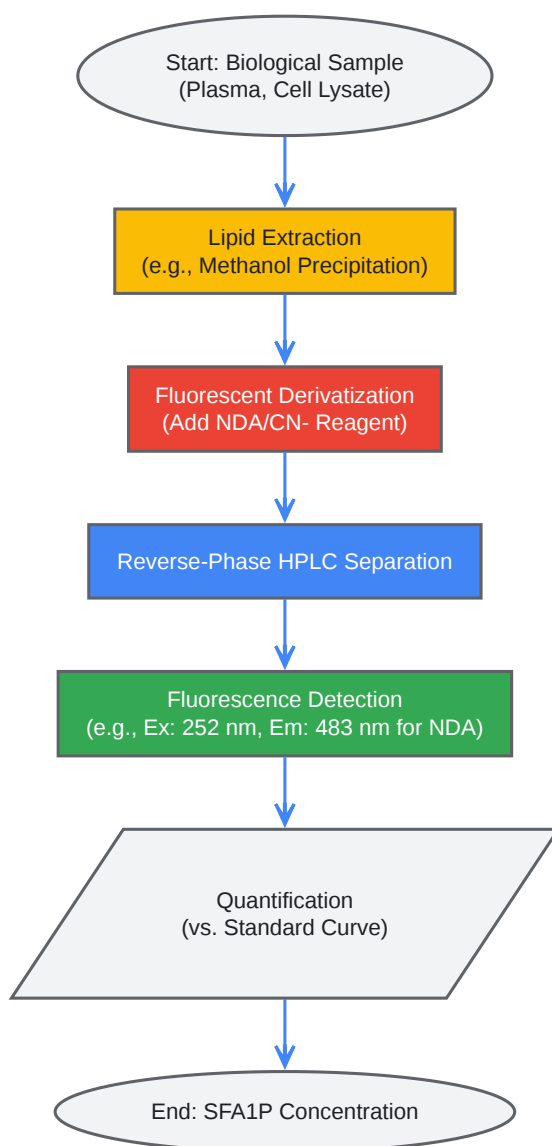 Start: Biological Sample
(Plasma, Cell Lysate)
Lipid Extraction
(e.g., Methanol Precipitation)
Fluorescent Derivatization
(Add NDA/CN- Reagent)
Reverse-Phase HPLC Separation
Fluorescence Detection
(e.g., Ex: 252 nm, Em: 483 nm for NDA)
Quantification
(vs. Standard Curve)
End: SFA1P Concentration